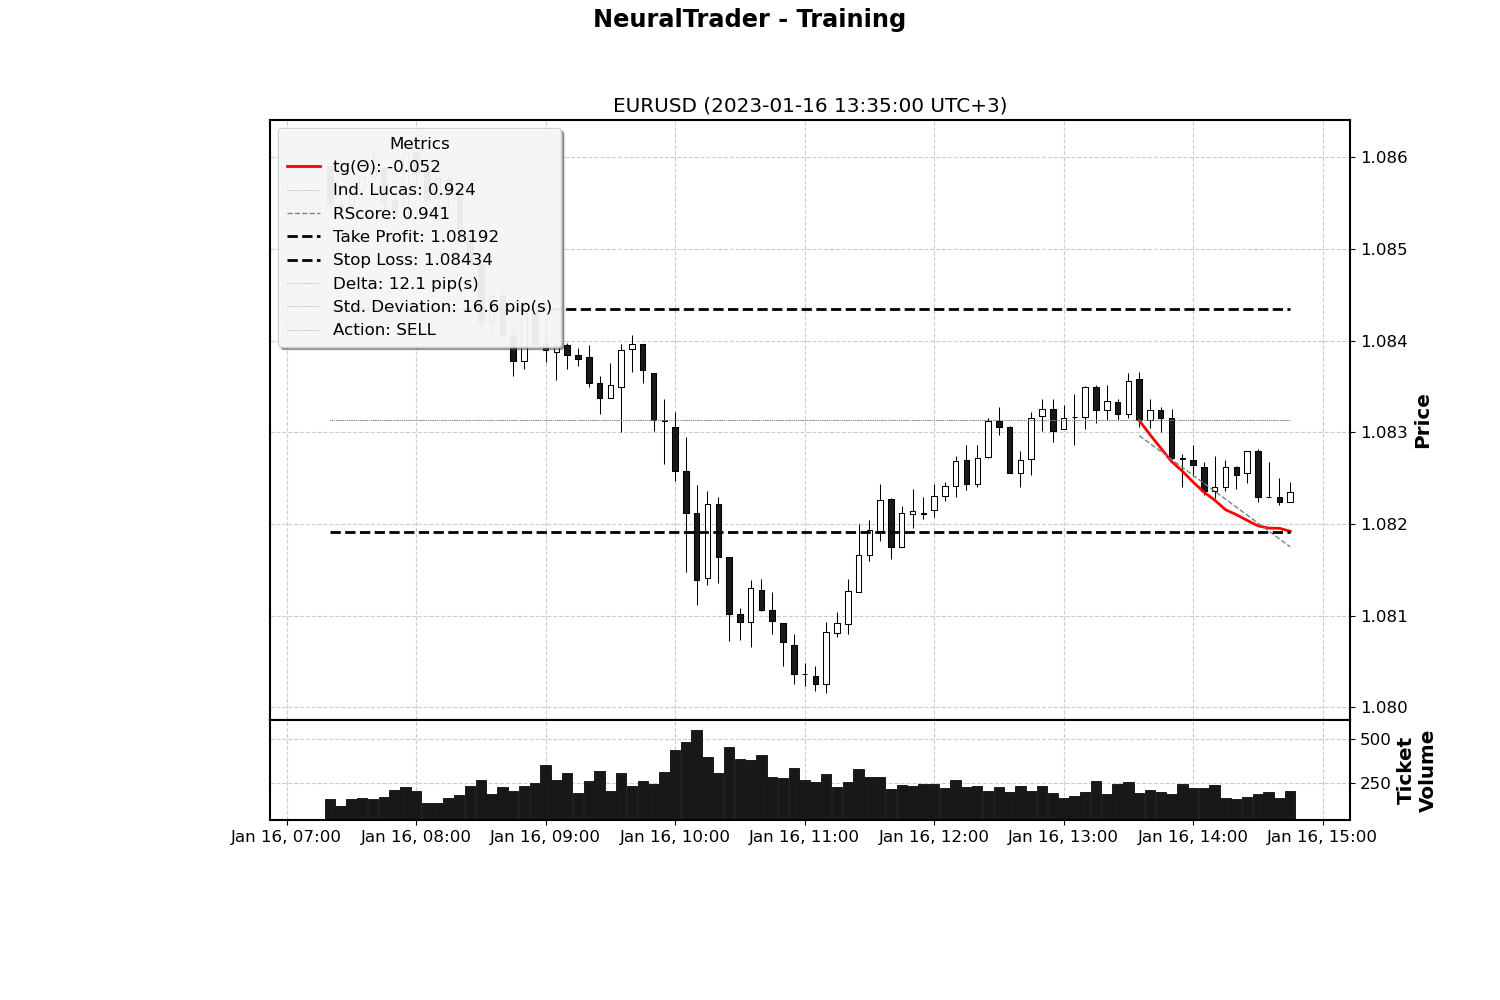 NeuralTrader - Training
EURUSD (2023-01-16 13:35:00 UTC+3)
Metrics
tg(Θ): -0.052
Ind. Lucas: 0.924
RScore: 0.941
Take Profit: 1.08192
Stop Loss: 1.08434
Delta: 12.1 pip(s)
Std. Deviation: 16.6 pip(s)
Action: SELL
1.086
1.085
1.084
1.083
1.082
1.081
1.080
Price
500
250
Ticket
Volume
Jan 16, 07:00
Jan 16, 08:00
Jan 16, 09:00
Jan 16, 10:00
Jan 16, 11:00
Jan 16, 12:00
Jan 16, 13:00
Jan 16, 14:00
Jan 16, 15:00